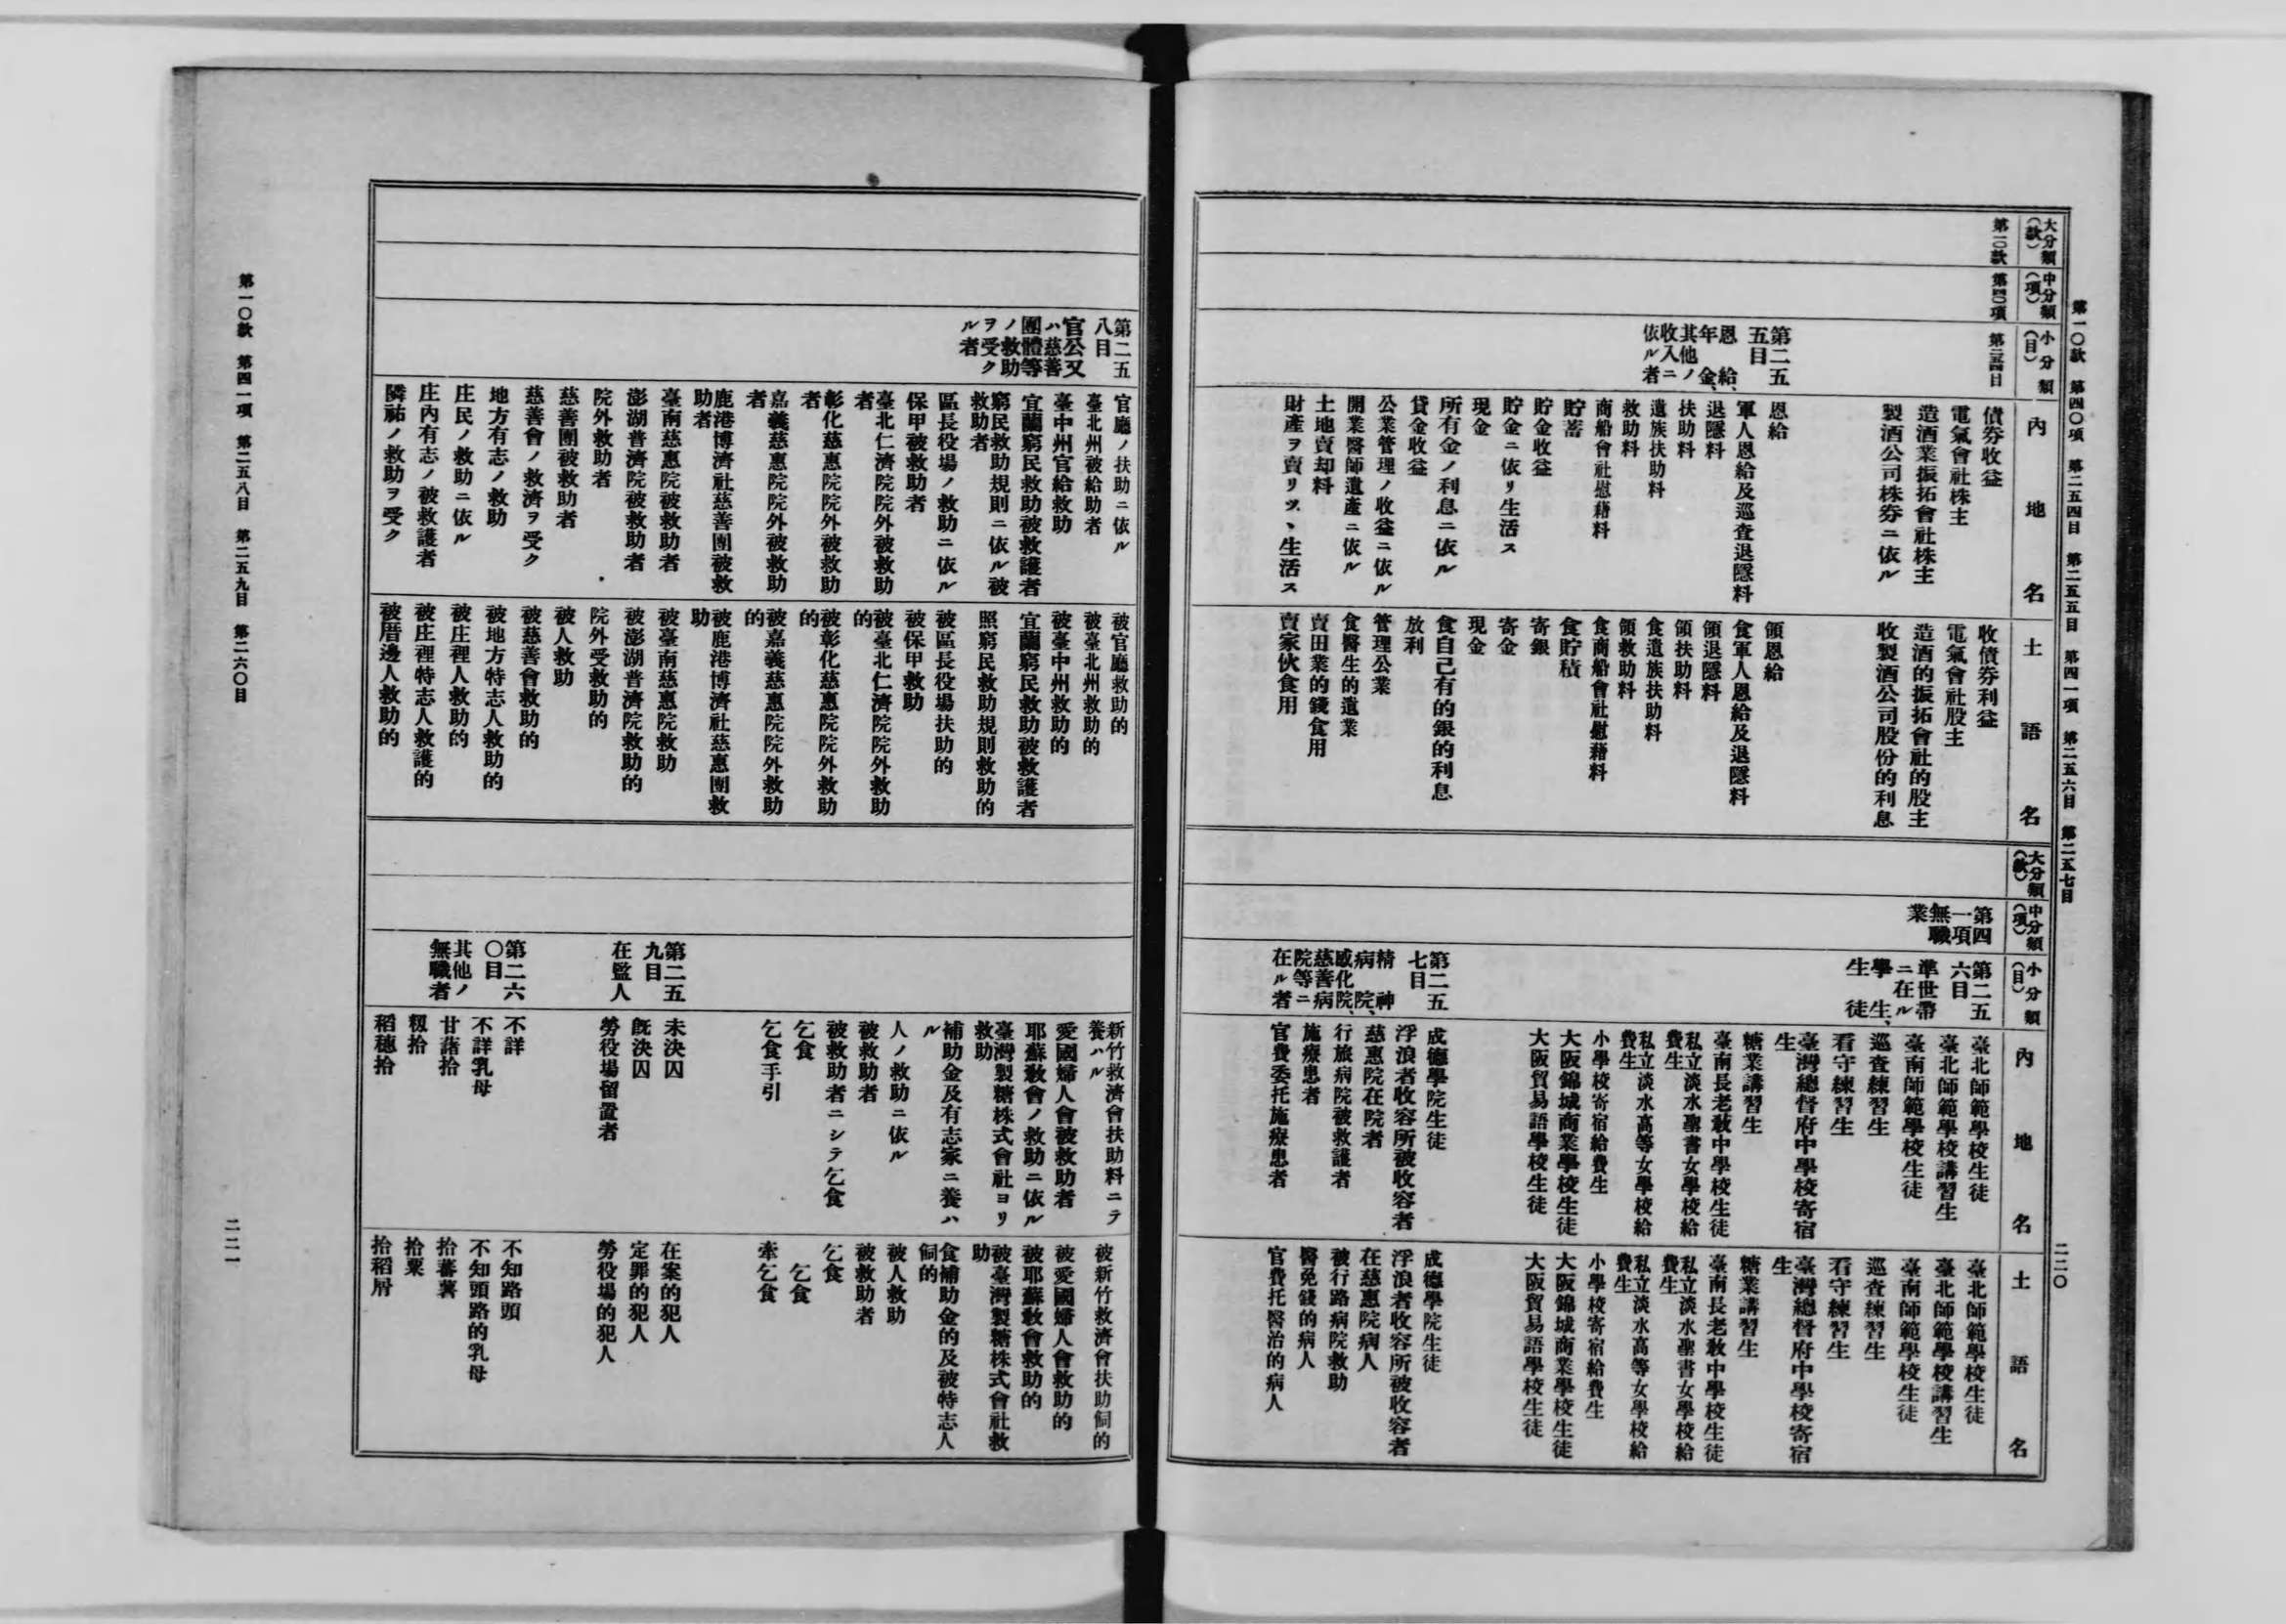 第一〇款 第四〇項 第二五四目 第二五五目 第四一項 第二五六目 第二五七目
二二〇
大分類(款)
中分類(項)
小分類(目)
內地名
土語名
第一〇款
第四〇項
第二五四目
債券收益
電氣會社株主
造酒業振拓會社株主
製酒公司株券ニ依ル
收債券利益
電氣會社股主
造酒的振拓會社的股主
收製酒公司股份的利息
第二五五目
恩給、年金、其他ノ收入ニ依ル者
恩給
軍人恩給及巡査退隱料
退隱料
扶助料
遺族扶助料
救助料
商船會社慰藉料
貯蓄
貯金收益
貯金ニ依リ生活ス
現金
所有金ノ利息ニ依ル
貸金收益
公業管理ノ收益ニ依ル
開業醫師遺產ニ依ル
土地賣却料
財產ヲ賣リツヽ生活ス
領恩給
食軍人恩給及退隱料
領退隱料
領扶助料
食遺族扶助料
領救助料
食商船會社慰藉料
食貯積
寄銀
寄金
現金
食自己有的銀的利息
放利
管理公業
食醫生的遺業
賣田業的錢食用
賣家伙食用
大分類(款)
中分類(項)
小分類(目)
內地名
土語名
第四一項
無職業
第二五六目
準世帶ニ在ル學生、生徒
臺北師範學校生徒
臺北師範學校講習生
臺南師範學校生徒
巡査練習生
看守練習生
臺灣總督府中學校寄宿生
糖業講習生
臺南長老敎中學校生徒
私立淡水聖書女學校給費生
私立淡水高等女學校給費生
小學校寄宿給費生
大阪錦城商業學校生徒
大阪貿易語學校生徒
臺北師範學校生徒
臺北師範學校講習生
臺南師範學校生徒
巡査練習生
看守練習生
臺灣總督府中學校寄宿生
糖業講習生
臺南長老敎中學校生徒
私立淡水聖書女學校給費生
私立淡水高等女學校給費生
小學校寄宿給費生
大阪錦城商業學校生徒
大阪貿易語學校生徒
第二五七目
精神病院、感化院、慈善病院等ニ在ル者
成德學院生徒
浮浪者收容所被收容者
慈惠院在院者
行旅病院被救護者
施療患者
官費委托施療患者
成德學院生徒
浮浪者收容所被收容者
在慈惠院病人
被行路病院救助
醫免錢的病人
官費托醫治的病人
第二五八目
官公又ハ慈善團體等ノ救助ヲ受クル者
官廳ノ扶助ニ依ル
臺北州被給助者
臺中州官給救助
宜蘭窮民救助被救護者
窮民救助規則ニ依ル被救助者
區長役場ノ救助ニ依ル
保甲被救助者
臺北仁濟院院外被救助者
彰化慈惠院院外被救助者
嘉義慈惠院院外被救助者
鹿港博濟社慈善團被救助者
臺南慈惠院被救助者
澎湖普濟院被救助者
院外救助者
慈善團被救助者
慈善會ノ救濟ヲ受ク
地方有志ノ救助
庄民ノ救助ニ依ル
庄內有志ノ被救護者
隣祐ノ救助ヲ受ク
被官廳救助的
被臺北州救助的
被臺中州救助的
宜蘭窮民救助被救護者
照窮民救助規則救助的
被區長役場扶助的
被保甲救助
被臺北仁濟院院外救助的
被彰化慈惠院院外救助的
被嘉義慈惠院院外救助的
被鹿港博濟社慈惠團救助
被臺南慈惠院救助
被澎湖普濟院救助的
院外受救助的
被人救助
被慈善會救助的
被地方特志人救助的
被庄裡人救助的
被庄裡特志人救護的
被厝邊人救助的
新竹救濟會扶助料ニテ養ハル
愛國婦人會被救助者
耶蘇敎會ノ救助ニ依ル
臺灣製糖株式會社ヨリ救助
補助金及有志家ニ養ハル
人ノ救助ニ依ル
被救助者
被救助者ニシテ乞食
乞食
乞食手引
被新竹救濟會扶助飼的
被愛國婦人會救助的
被耶蘇敎會救助的
被臺灣製糖株式會社救助
食補助金的及被特志人飼的
被人救助
被救助者
乞食
乞食
牽乞食
第二五九目
在監人
未決囚
既決囚
勞役場留置者
在案的犯人
定罪的犯人
勞役場的犯人
第二六〇目
其他ノ無職者
不詳
不詳乳母
甘藷拾
籾拾
稻穗拾
不知路頭
不知頭路的乳母
拾蕃薯
拾粟
拾稻屑
第一〇款 第四一項 第二五八目 第二五九目 第二六〇目
二二一